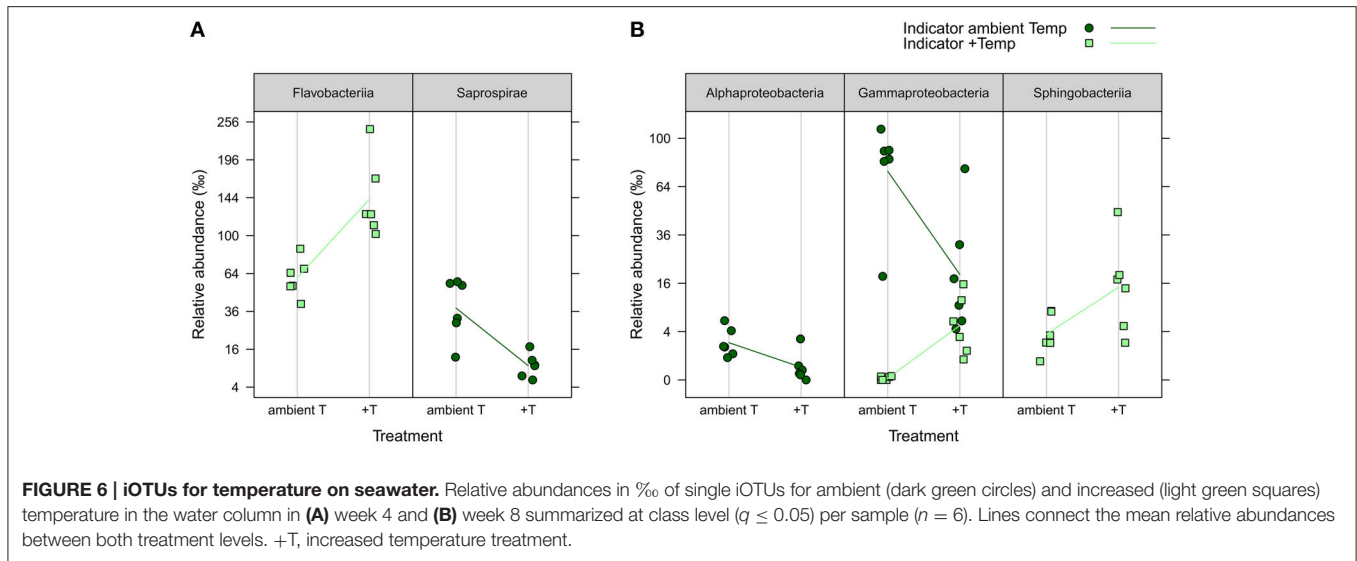 A
B
Indicator ambient Temp
Indicator +Temp
Flavobacteriia
Saprospirae
Alphaproteobacteria
Gammaproteobacteria
Sphingobacteriia
Relative abundance (‰)
256
196
144
100
64
36
16
4
Relative abundance (‰)
100
64
36
16
4
0
ambient T
+T
ambient T
+T
ambient T
+T
ambient T
+T
ambient T
+T
Treatment
Treatment
FIGURE 6 | iOTUs for temperature on seawater. Relative abundances in ‰ of single iOTUs for ambient (dark green circles) and increased (light green squares)
temperature in the water column in (A) week 4 and (B) week 8 summarized at class level (q ≤ 0.05) per sample (n = 6). Lines connect the mean relative abundances
between both treatment levels. +T, increased temperature treatment.